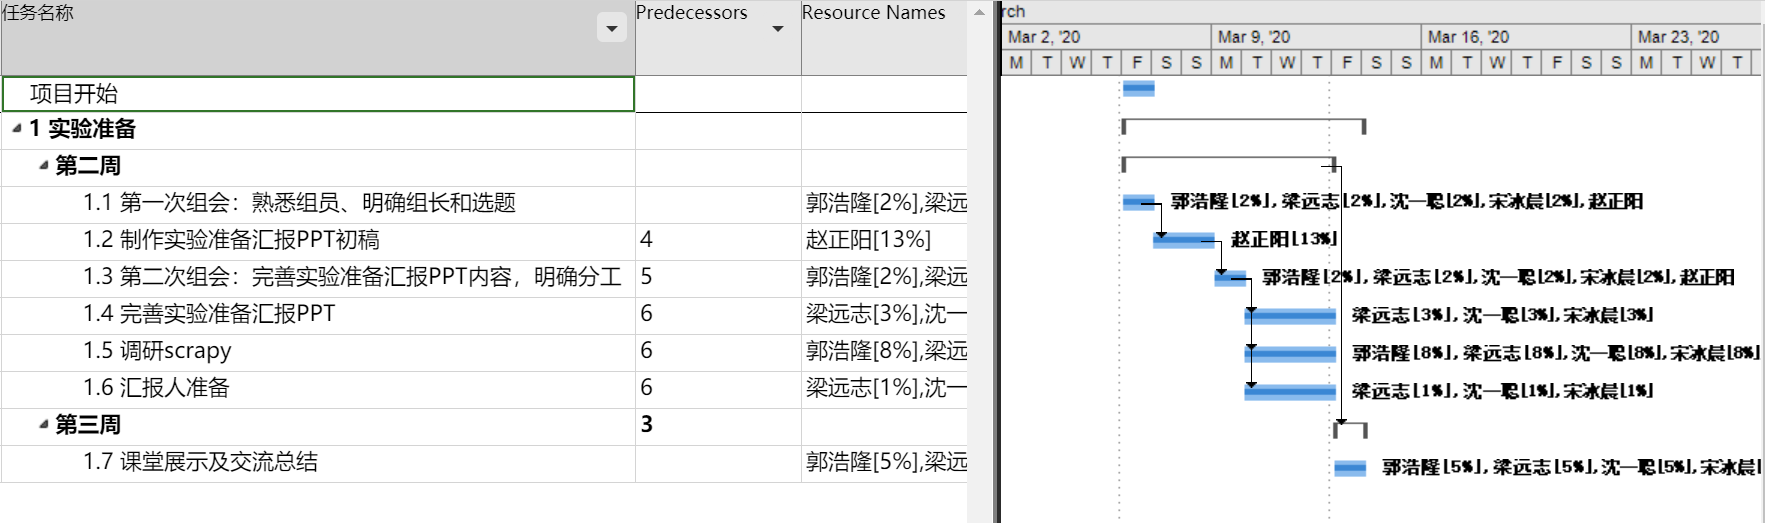 任务名称 Predecessors Resource Names
rch
Mar 2, '20 Mar 9, '20 Mar 16, '20 Mar 23, '20
M T W T F S S M T W T F S S M T W T F S S M T W T
项目开始
1 实验准备
第二周
1.1 第一次组会：熟悉组员、明确组长和选题 郭浩隆[2%],梁远 郭浩隆[2%], 梁远志[2%], 沈一聪[2%], 宋冰晨[2%], 赵正阳
1.2 制作实验准备汇报PPT初稿 4 赵正阳[13%] 赵正阳[13%]
1.3 第二次组会：完善实验准备汇报PPT内容，明确分工 5 郭浩隆[2%],梁远 郭浩隆[2%], 梁远志[2%], 沈一聪[2%], 宋冰晨[2%], 赵正阳
1.4 完善实验准备汇报PPT 6 梁远志[3%],沈一 梁远志[3%], 沈一聪[3%], 宋冰晨[3%]
1.5 调研scrapy 6 郭浩隆[8%],梁远 郭浩隆[8%], 梁远志[8%], 沈一聪[8%], 宋冰晨[8%]
1.6 汇报人准备 6 梁远志[1%],沈一 梁远志[1%], 沈一聪[1%], 宋冰晨[1%]
第三周 3
1.7 课堂展示及交流总结 郭浩隆[5%],梁远 郭浩隆[5%], 梁远志[5%], 沈一聪[5%], 宋冰晨[